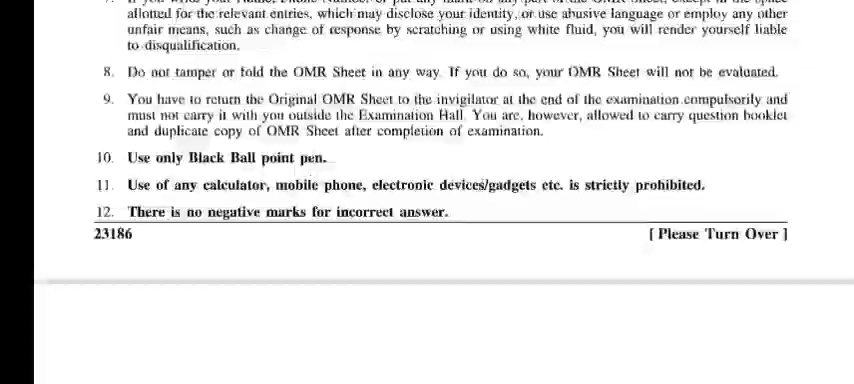 allotted for the relevant entries, which may disclose your identity, or use abusive language or employ any other
unfair means, such as change of response by scratching or using white fluid, you will render yourself liable
to disqualification.
8. Do not tamper or fold the OMR Sheet in any way. If you do so, your OMR Sheet will not be evaluated.
9. You have to return the Original OMR Sheet to the invigilator at the end of the examination compulsorily and
must not carry it with you outside the Examination Hall. You are, however, allowed to carry question booklet
and duplicate copy of OMR Sheet after completion of examination.
10. Use only Black Ball point pen.
11. Use of any calculator, mobile phone, electronic devices/gadgets etc. is strictly prohibited.
12. There is no negative marks for incorrect answer.
23186 [ Please Turn Over ]